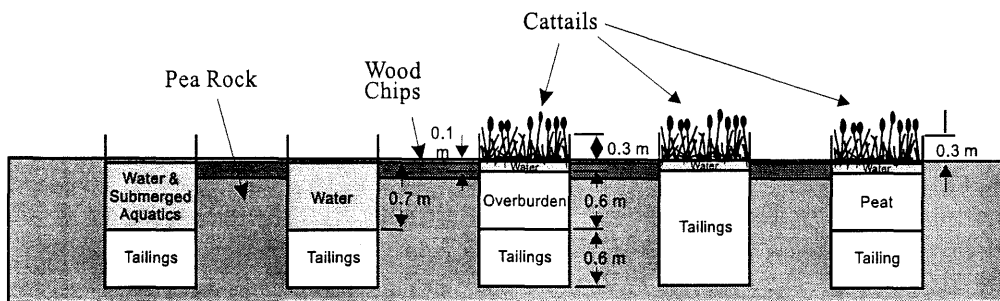 Cattails
Wood
Chips
Pea Rock
0.1
m
0.3 m
0.3 m
Water
Water
Water
Water &
Submerged
Aquatics
Water
0.7 m
Overburden
0.6 m
Tailings
Peat
Tailings
Tailings
Tailings
0.6 m
Tailing